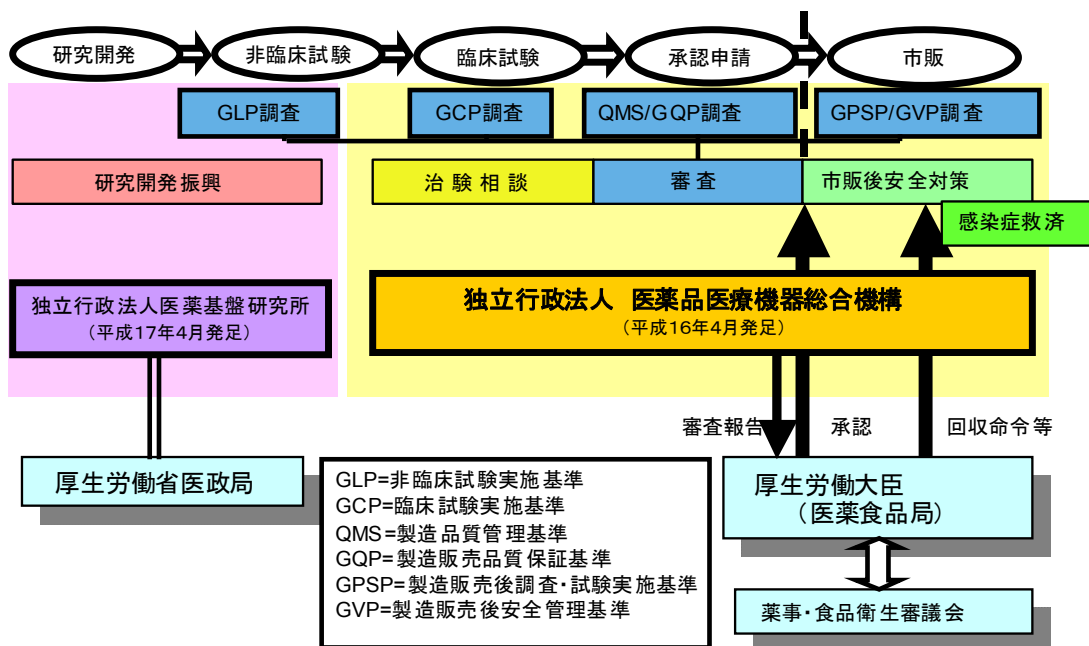 研究開発
非臨床試験
臨床試験
承認申請
市販
GLP調査
GCP調査
QMS/GQP調査
GPSP/GVP調査
研究開発振興
治験相談
審査
市販後安全対策
感染症救済
独立行政法人医薬基盤研究所
(平成17年4月発足)
独立行政法人 医薬品医療機器総合機構
(平成16年4月発足)
審査報告
承認
回収命令等
厚生労働省医政局
GLP=非臨床試験実施基準
GCP=臨床試験実施基準
QMS=製造品質管理基準
GQP=製造販売品質保証基準
GPSP=製造販売後調査・試験実施基準
GVP=製造販売後安全管理基準
厚生労働大臣
(医薬食品局)
薬事・食品衛生審議会